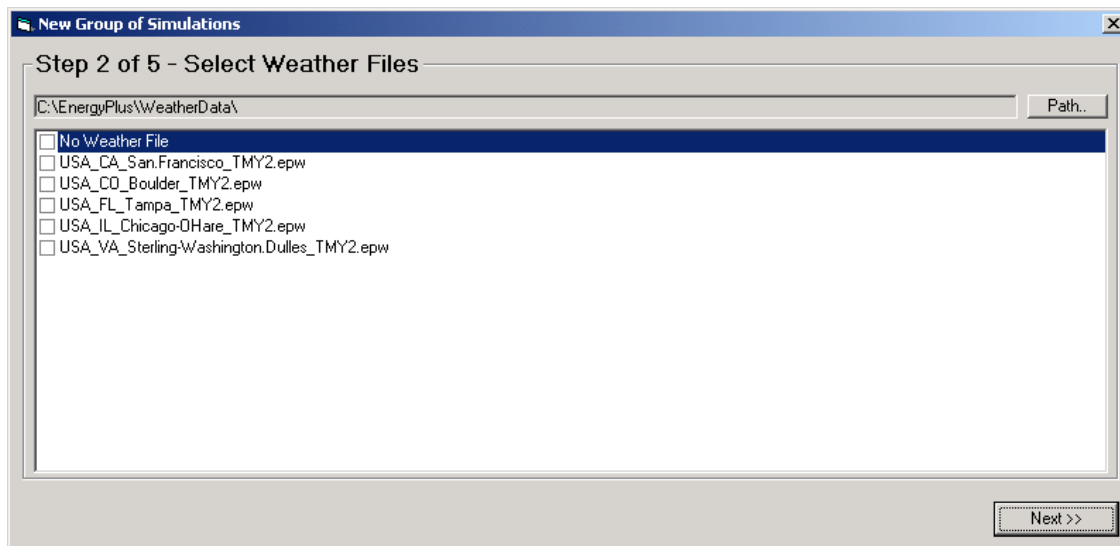 New Group of Simulations
Step 2 of 5 - Select Weather Files
C:\EnergyPlus\WeatherData\
Path..
No Weather File
USA_CA_San.Francisco_TMY2.epw
USA_CO_Boulder_TMY2.epw
USA_FL_Tampa_TMY2.epw
USA_IL_Chicago-OHare_TMY2.epw
USA_VA_Sterling-Washington.Dulles_TMY2.epw
Next >>